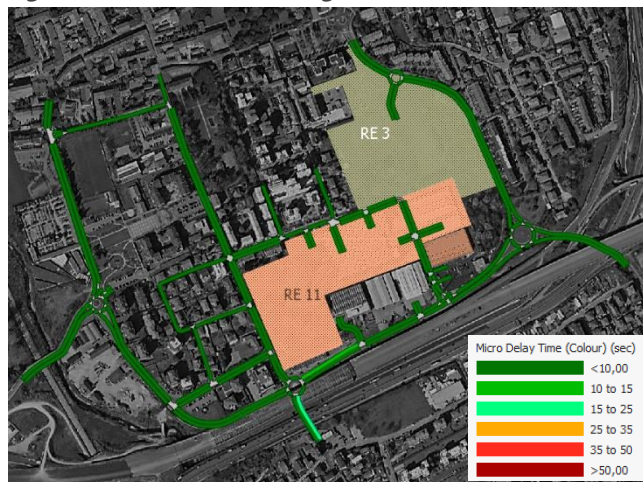 RE 3
RE 11
Micro Delay Time (Colour) (sec)
<10,00
10 to 15
15 to 25
25 to 35
35 to 50
>50,00